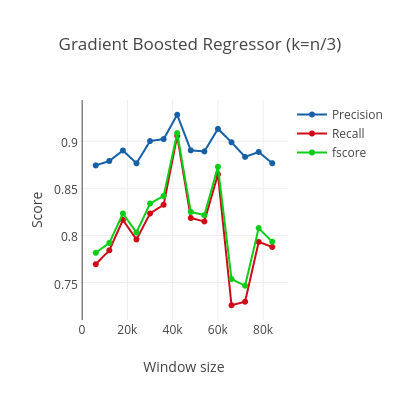 Gradient Boosted Regressor (k=n/3)
Precision
Recall
fscore
0.9
0.85
0.8
0.75
Score
0
20k
40k
60k
80k
Window size